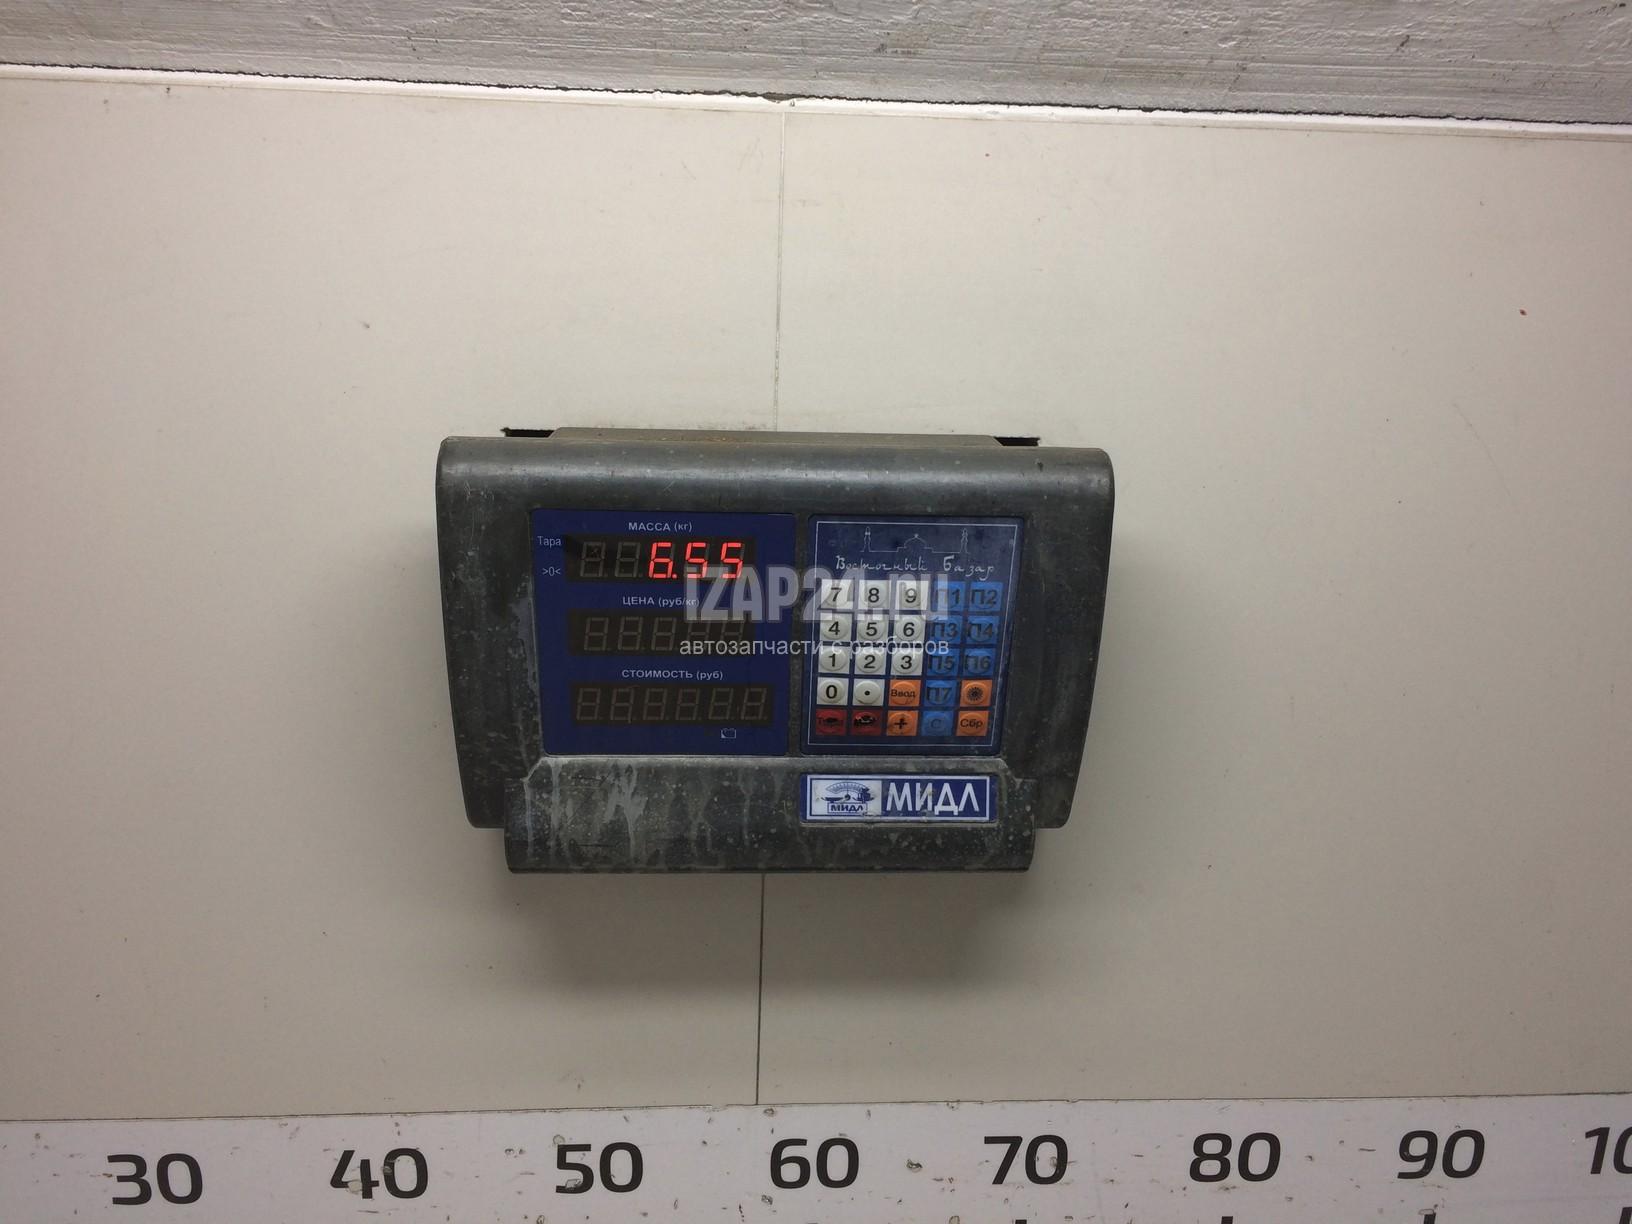 МАССА (кг)
Тара
6.55
>0<
ЦЕНА (руб/кг)
СТОИМОСТЬ (руб)
Восточный Базар
7 8 9 П1 П2
4 5 6 П3 П4
1 2 3 П5 П6
0 . Ввод П7
+ С Сбр
МИДЛ
МИДЛ
IZAP24.ru
автозапчасти с разборов
30 40 50 60 70 80 90